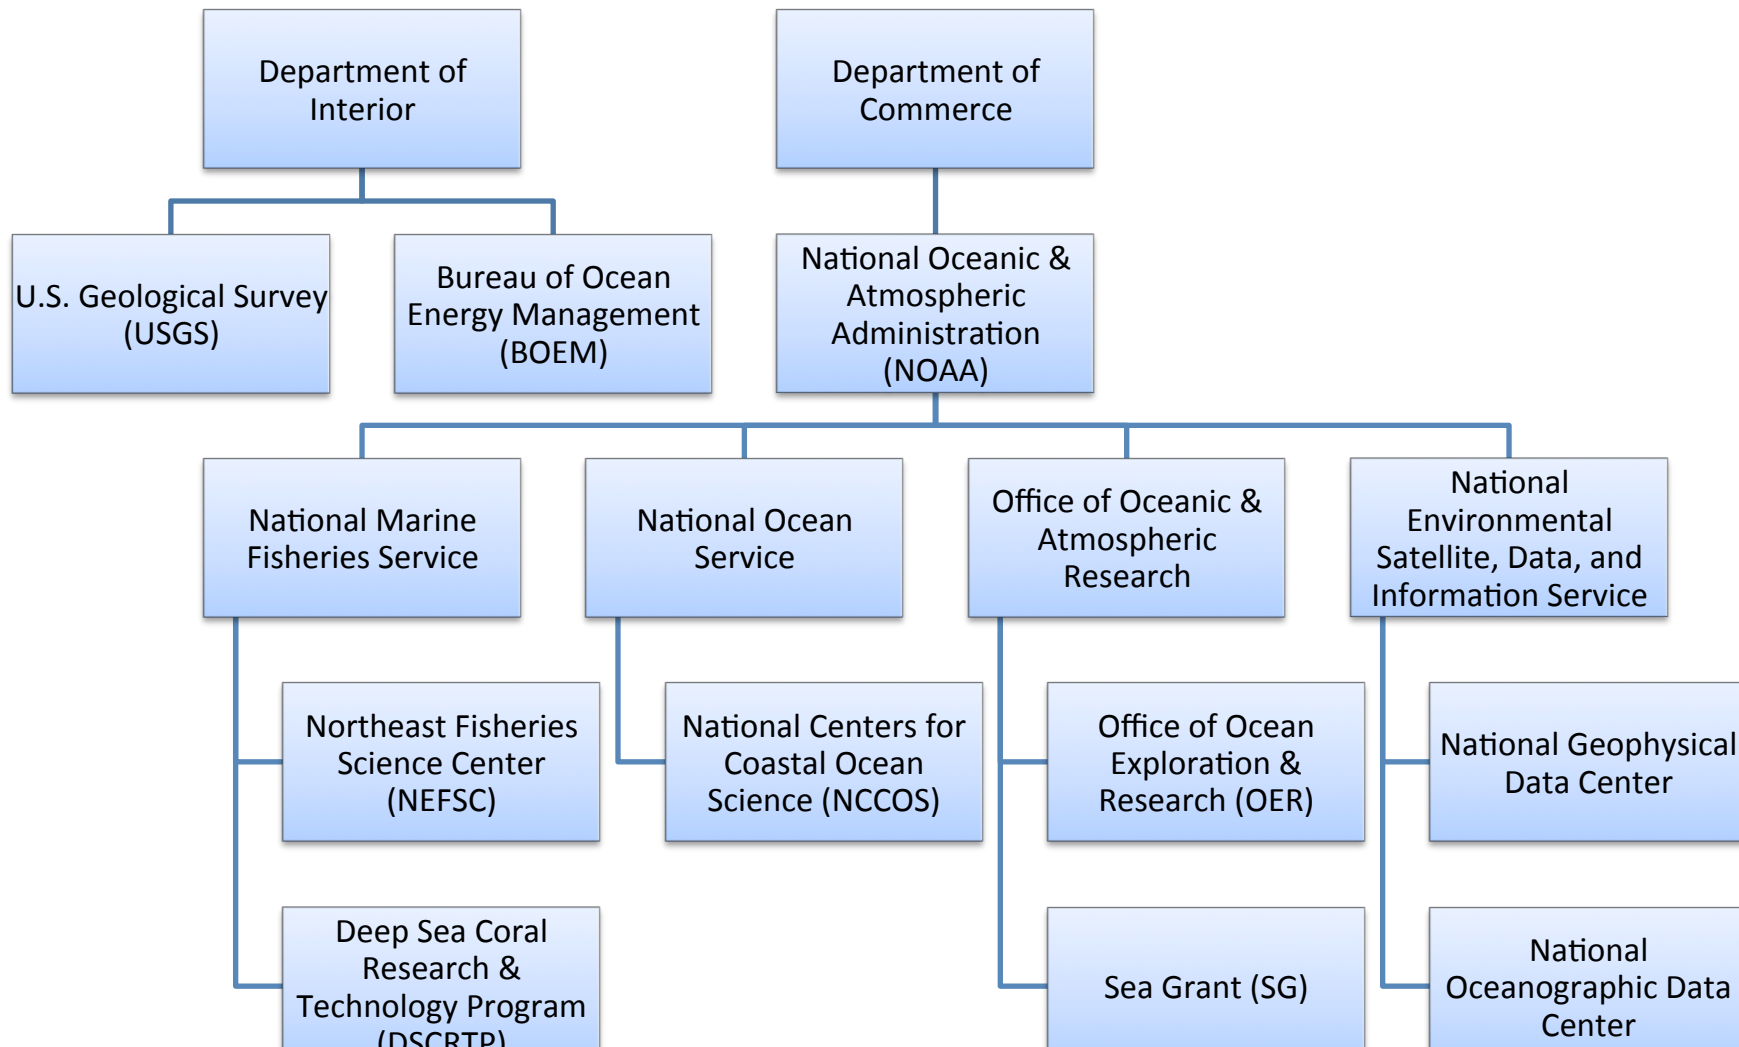 Department of
Interior
Department of
Commerce
U.S. Geological Survey
(USGS)
Bureau of Ocean
Energy Management
(BOEM)
National Oceanic &
Atmospheric
Administration
(NOAA)
National Marine
Fisheries Service
National Ocean
Service
Office of Oceanic &
Atmospheric
Research
National
Environmental
Satellite, Data, and
Information Service
Northeast Fisheries
Science Center
(NEFSC)
National Centers for
Coastal Ocean
Science (NCCOS)
Office of Ocean
Exploration &
Research (OER)
National Geophysical
Data Center
Deep Sea Coral
Research &
Technology Program
(DSCRTP)
Sea Grant (SG)
National
Oceanographic Data
Center